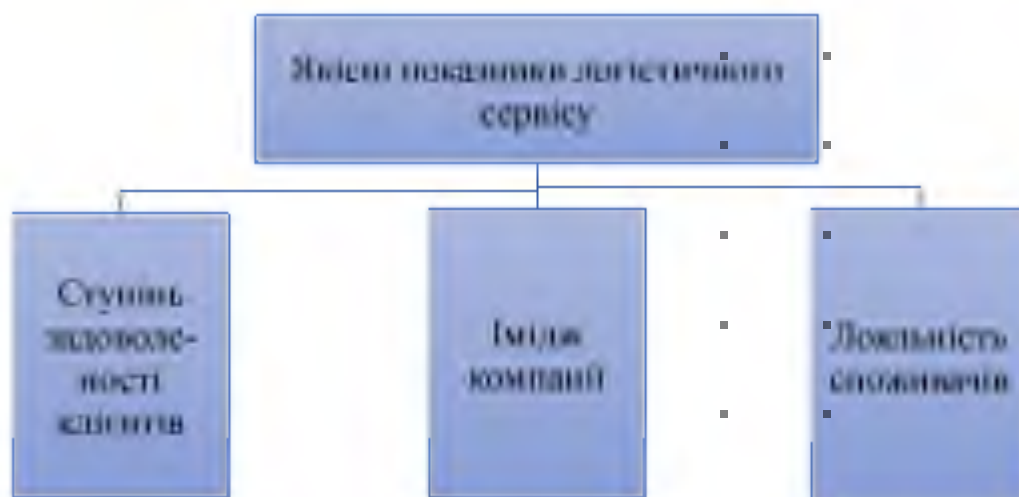 Якісні показники логістичного
сервісу
Ступінь
задоволе-
ності
клієнтів
Імідж
компанії
Лояльність
споживачів